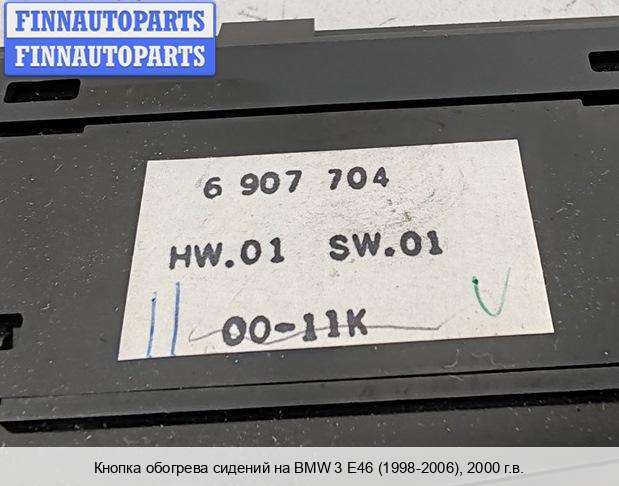 FINNAUTOPARTS
FINNAUTOPARTS
6 907 704
HW.01 SW.01
00-11K
Кнопка обогрева сидений на BMW 3 E46 (1998-2006), 2000 г.в.